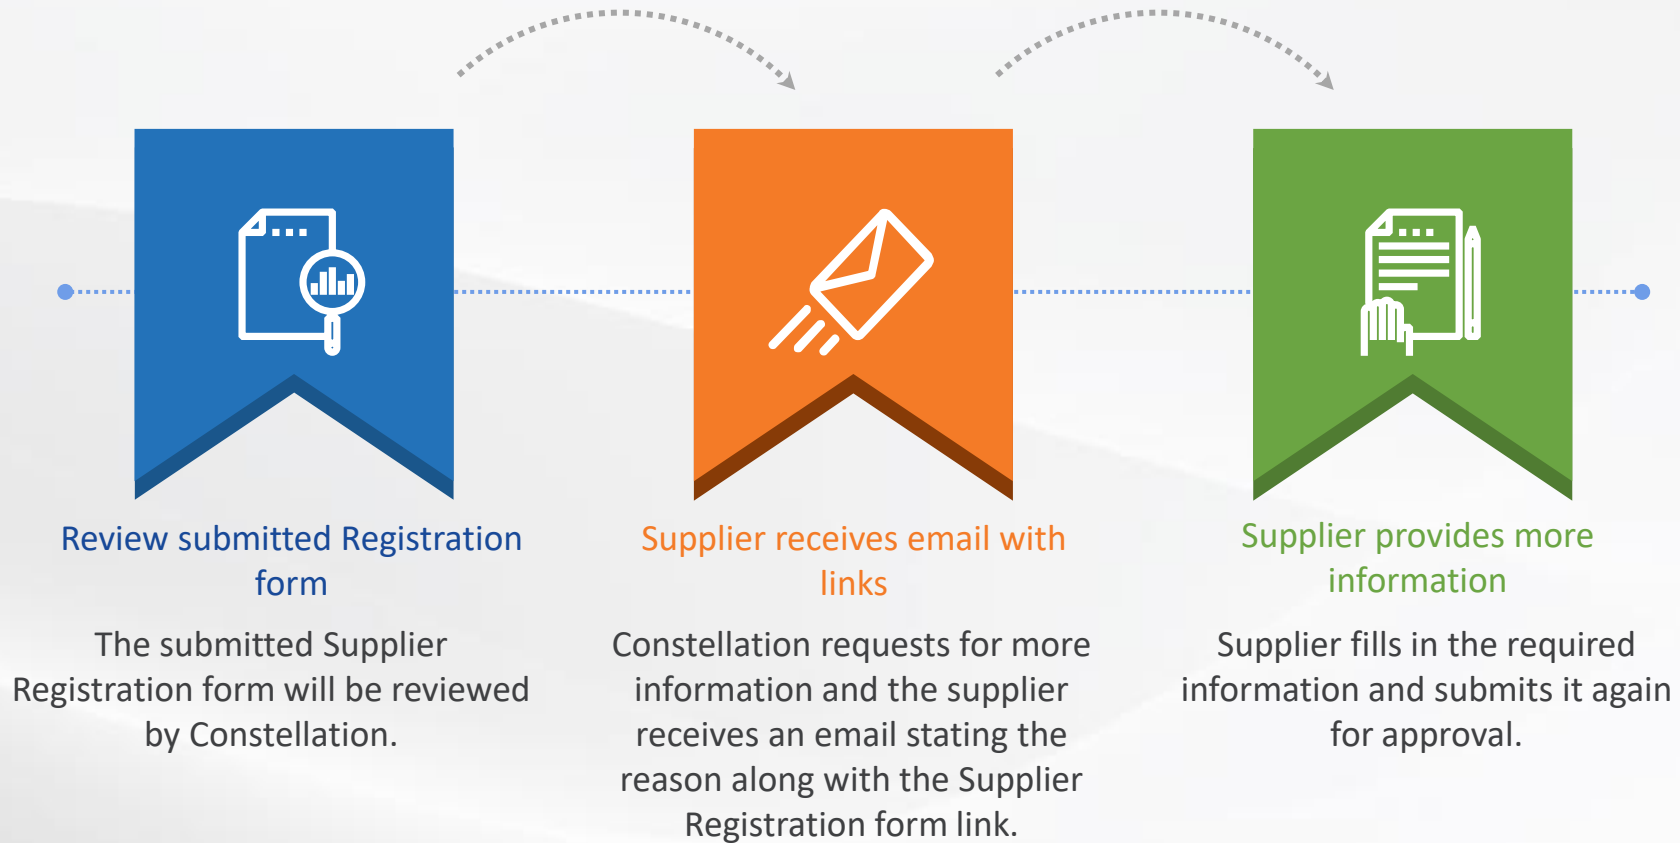 Review submitted Registration
form
The submitted Supplier
Registration form will be reviewed
by Constellation.
Supplier receives email with
links
Constellation requests for more
information and the supplier
receives an email stating the
reason along with the Supplier
Registration form link.
Supplier provides more
information
Supplier fills in the required
information and submits it again
for approval.